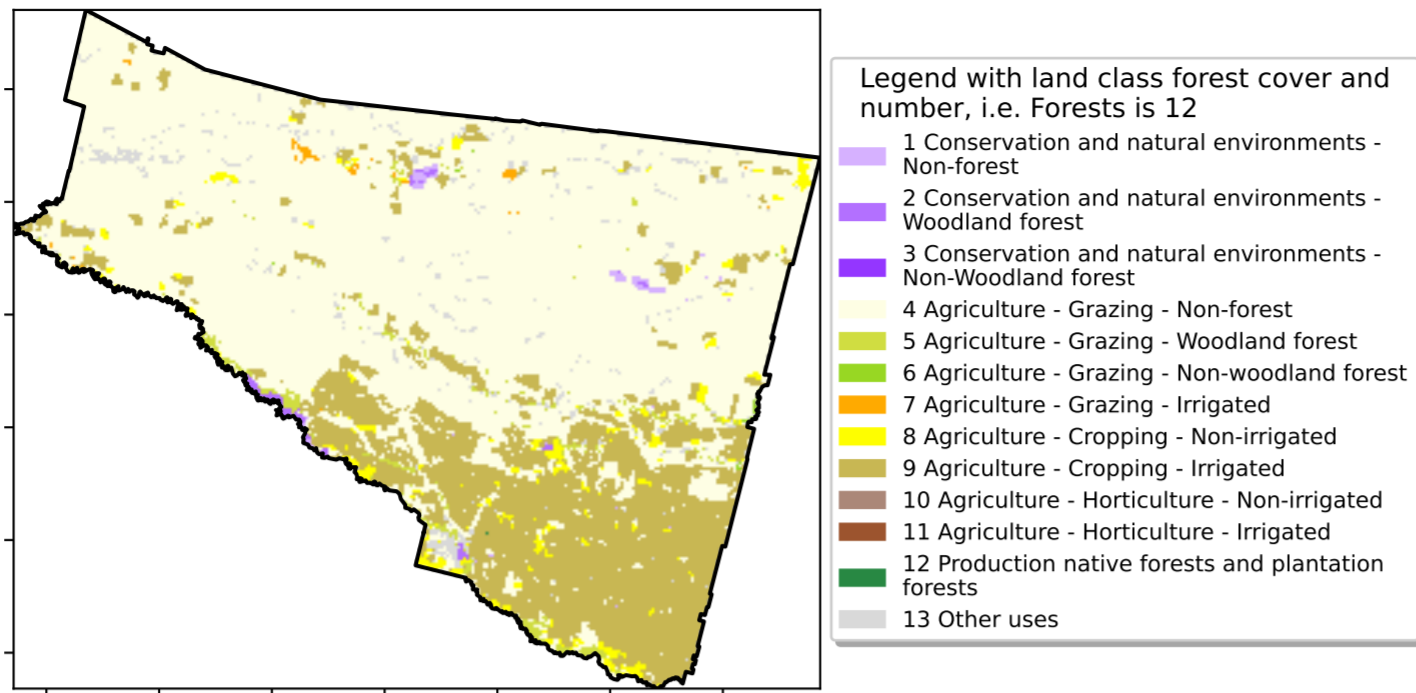 Legend with land class forest cover and
number, i.e. Forests is 12
1 Conservation and natural environments -
Non-forest
2 Conservation and natural environments -
Woodland forest
3 Conservation and natural environments -
Non-Woodland forest
4 Agriculture - Grazing - Non-forest
5 Agriculture - Grazing - Woodland forest
6 Agriculture - Grazing - Non-woodland forest
7 Agriculture - Grazing - Irrigated
8 Agriculture - Cropping - Non-irrigated
9 Agriculture - Cropping - Irrigated
10 Agriculture - Horticulture - Non-irrigated
11 Agriculture - Horticulture - Irrigated
12 Production native forests and plantation
forests
13 Other uses